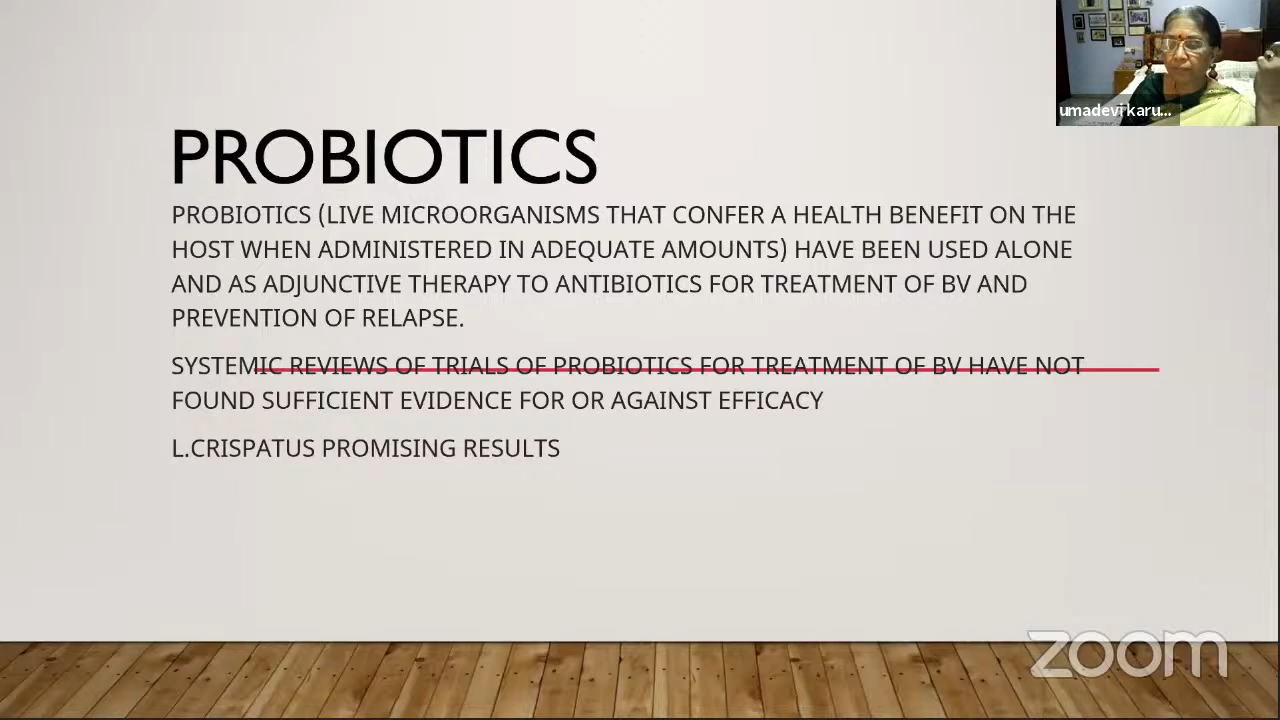 umadevi karu...
PROBIOTICS
PROBIOTICS (LIVE MICROORGANISMS THAT CONFER A HEALTH BENEFIT ON THE
HOST WHEN ADMINISTERED IN ADEQUATE AMOUNTS) HAVE BEEN USED ALONE
AND AS ADJUNCTIVE THERAPY TO ANTIBIOTICS FOR TREATMENT OF BV AND
PREVENTION OF RELAPSE.
SYSTEMIC REVIEWS OF TRIALS OF PROBIOTICS FOR TREATMENT OF BV HAVE NOT
FOUND SUFFICIENT EVIDENCE FOR OR AGAINST EFFICACY
L.CRISPATUS PROMISING RESULTS
zoom